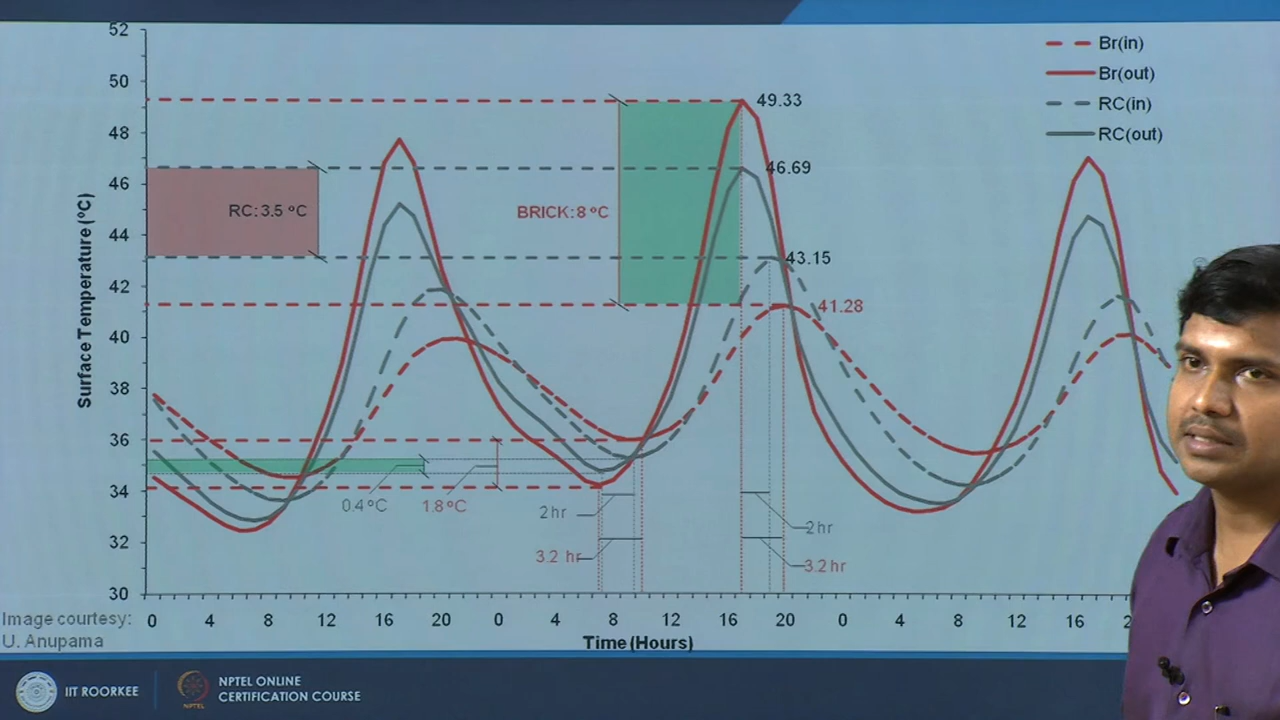 52
50
48
46
44
42
40
38
36
34
32
30
Surface Temperature (°C)
Br(in)
Br(out)
RC(in)
RC(out)
49.33
46.69
43.15
41.28
RC: 3.5 °C
BRICK: 8 °C
0.4 °C
1.8 °C
2 hr
3.2 hr
2 hr
3.2 hr
0 4 8 12 16 20 0 4 8 12 16 20 0 4 8 12 16
Time (Hours)
Image courtesy:
U. Anupama
IIT ROORKEE
NPTEL
NPTEL ONLINE
CERTIFICATION COURSE